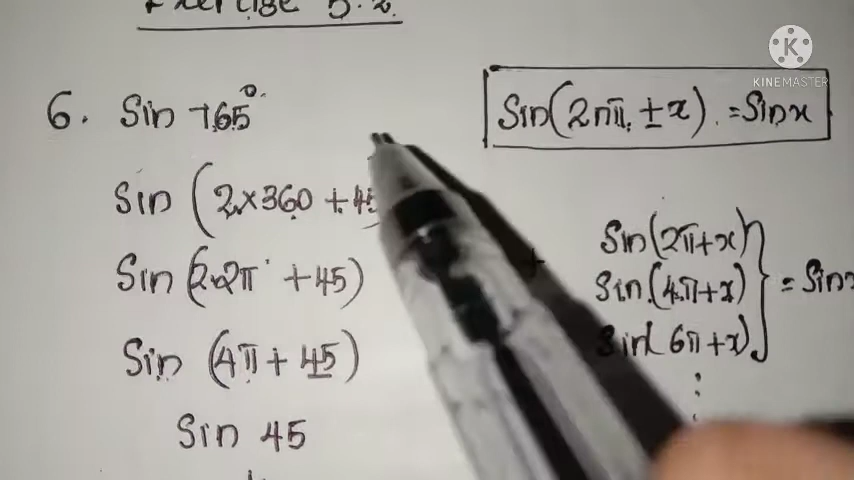 Exercise 5.2
K
KINEMASTER
6. Sin 765°
Sin (2nπ ± x) = Sin x
Sin (2×360 + 45
Sin (2.2π + 45)
Sin (4π + 45)
Sin 45
Sin (2π+x)
Sin (4π+x) = Sin x
Sin( 6π+x)